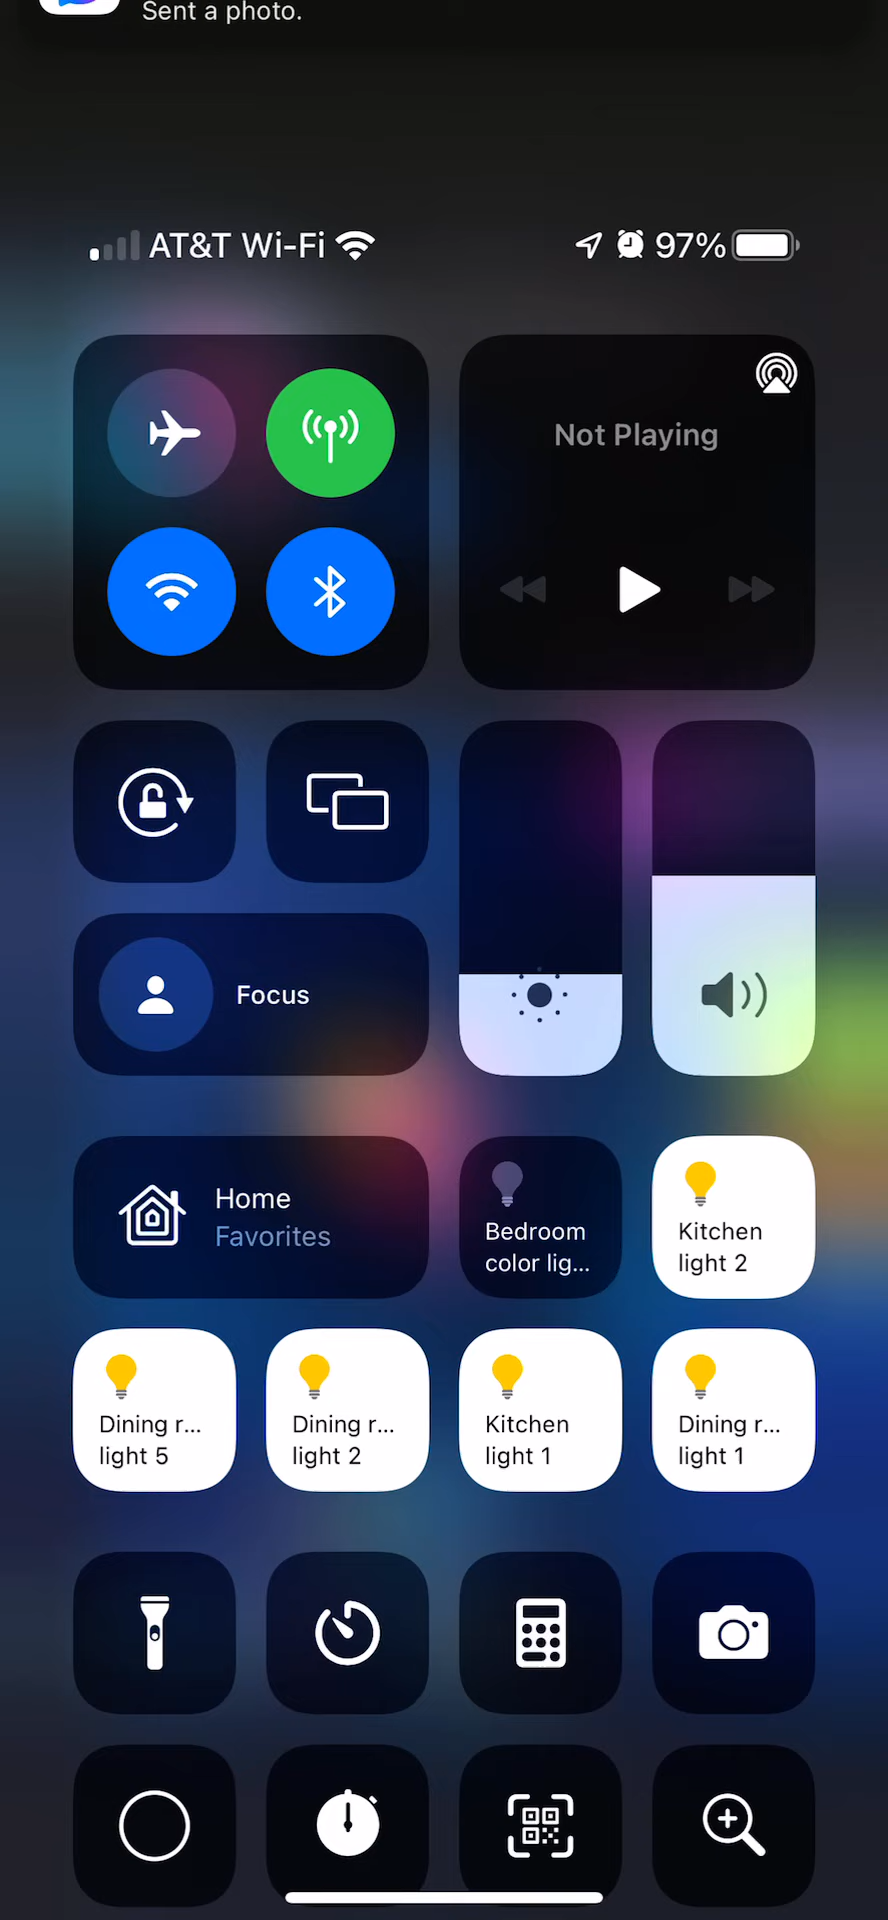 Sent a photo.
AT&T Wi-Fi 97%
Not Playing
Focus
Home
Favorites
Bedroom
color lig...
Kitchen
light 2
Dining r...
light 5
Dining r...
light 2
Kitchen
light 1
Dining r...
light 1